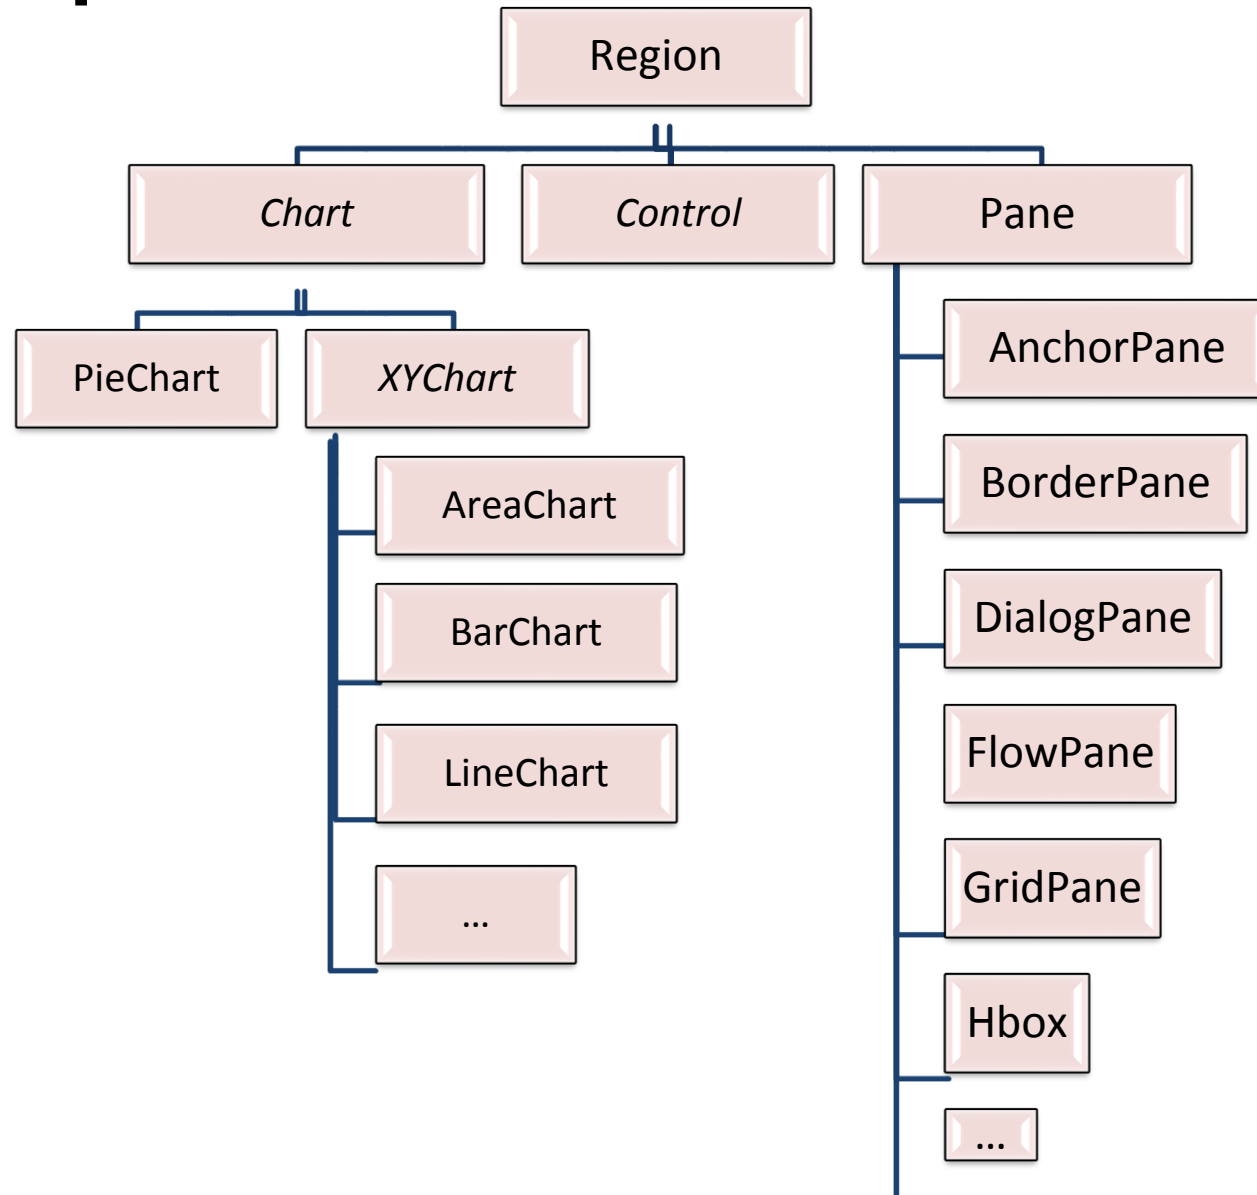 Region
Chart
Control
Pane
PieChart
XYChart
AreaChart
BarChart
LineChart
...
AnchorPane
BorderPane
DialogPane
FlowPane
GridPane
Hbox
...